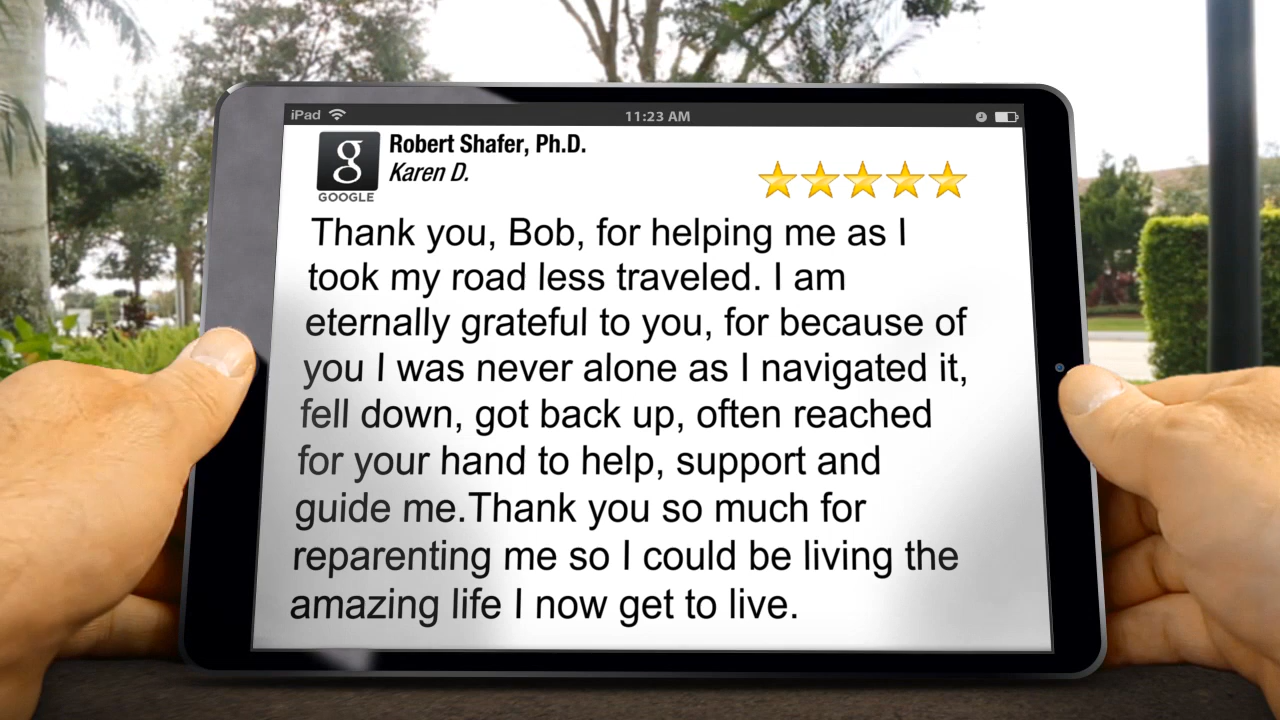 iPad 11:23 AM
g
GOOGLE
Robert Shafer, Ph.D.
Karen D.
Thank you, Bob, for helping me as I
took my road less traveled. I am
eternally grateful to you, for because of
you I was never alone as I navigated it,
fell down, got back up, often reached
for your hand to help, support and
guide me.Thank you so much for
reparenting me so I could be living the
amazing life I now get to live.